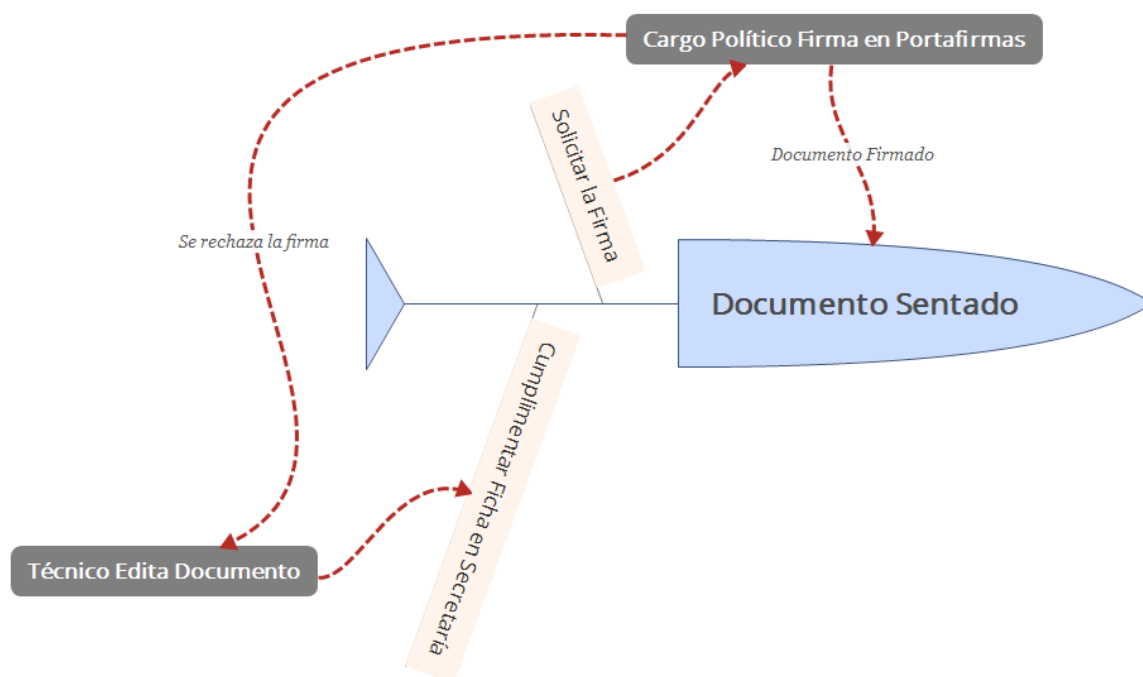 Cargo Político Firma en Portafirmas
Solicitar la Firma
Documento Firmado
Se rechaza la firma
Documento Sentado
Cumplimentar Ficha en Secretaría
Técnico Edita Documento